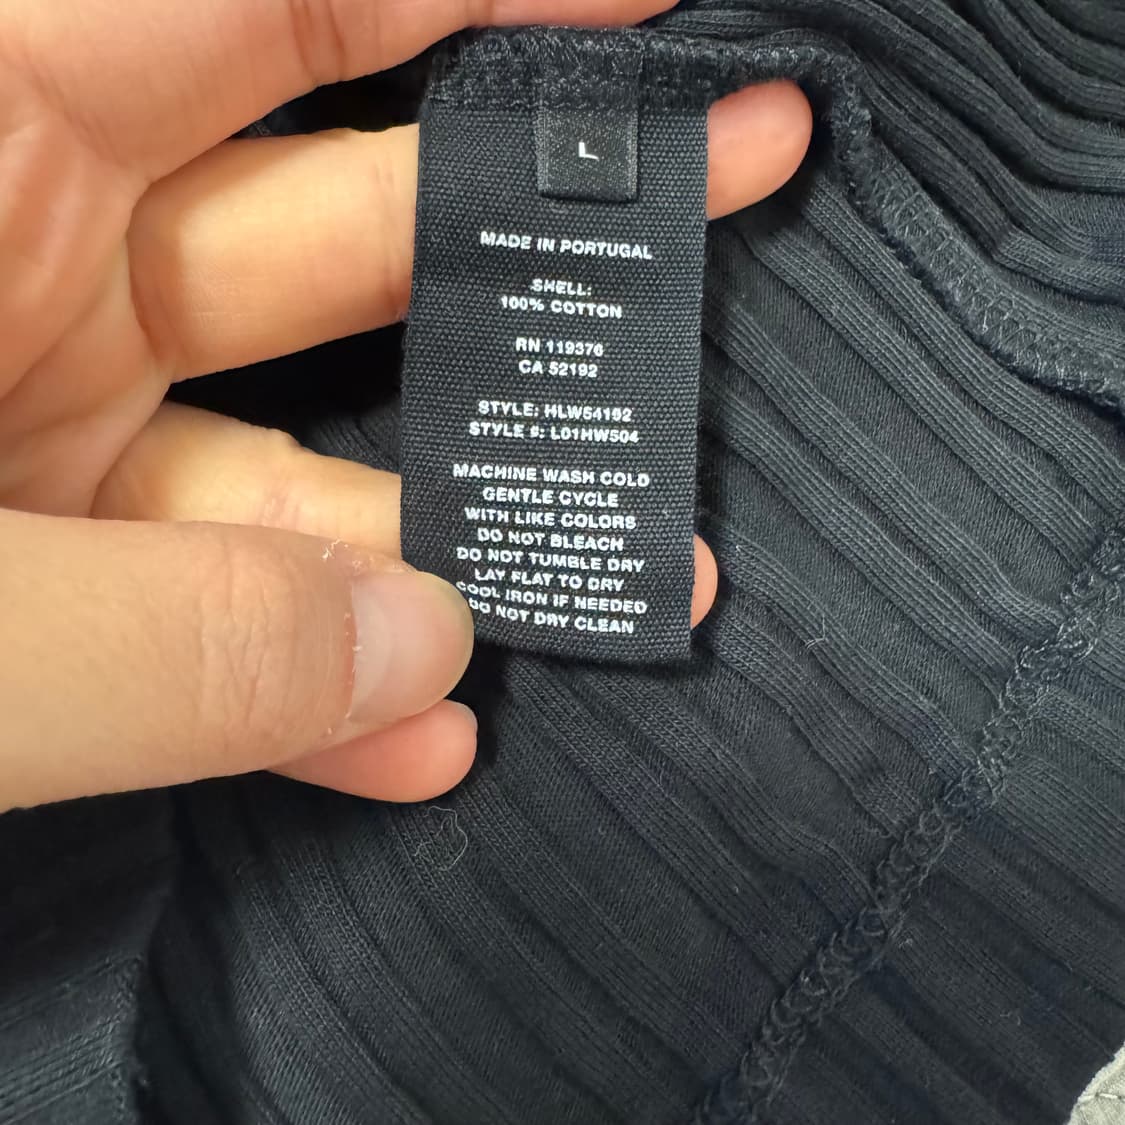 L
MADE IN PORTUGAL
SHELL:
100% COTTON
RN 119376
CA 52192
STYLE: HLW54192
STYLE #: L01HW504
MACHINE WASH COLD
GENTLE CYCLE
WITH LIKE COLORS
DO NOT BLEACH
DO NOT TUMBLE DRY
LAY FLAT TO DRY
COOL IRON IF NEEDED
DO NOT DRY CLEAN